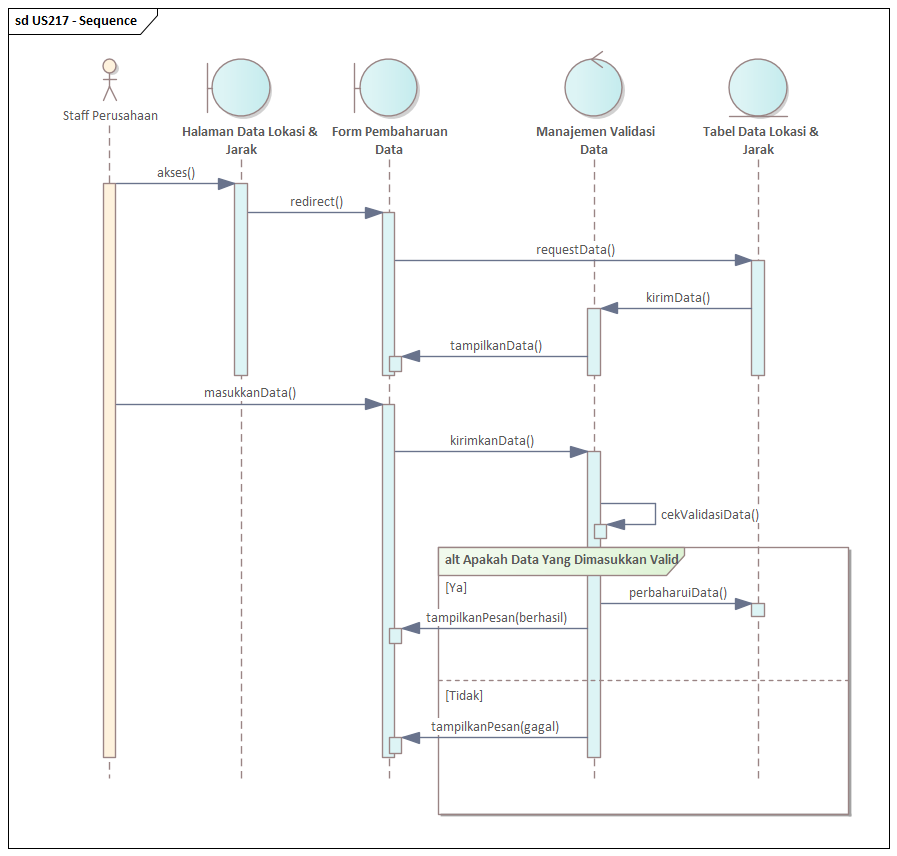 sd US217 - Sequence
Staff Perusahaan
Halaman Data Lokasi &
Jarak
Form Pembaharuan
Data
Manajemen Validasi
Data
Tabel Data Lokasi &
Jarak
akses()
redirect()
requestData()
kirimData()
tampilkanData()
masukkanData()
kirimkanData()
cekValidasiData()
alt Apakah Data Yang Dimasukkan Valid
[Ya]
perbaharuiData()
tampilkanPesan(berhasil)
[Tidak]
tampilkanPesan(gagal)